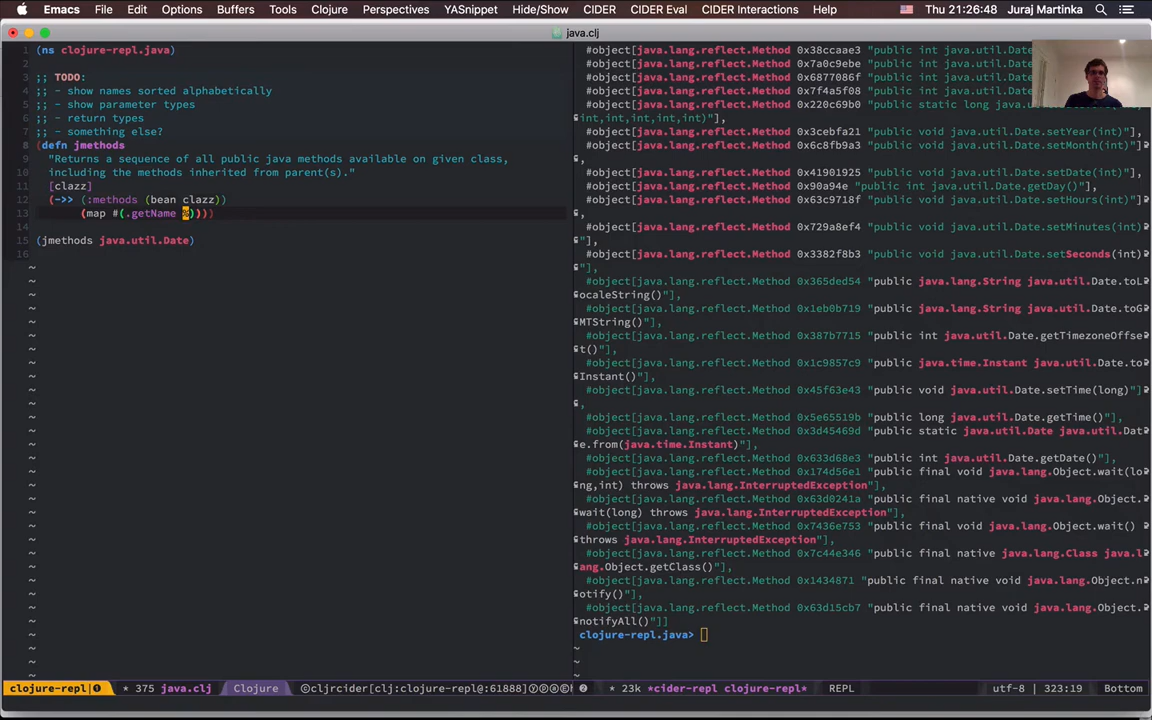 Emacs File Edit Options Buffers Tools Clojure Perspectives YASnippet Hide/Show CIDER CIDER Eval CIDER Interactions Help Thu 21:26:48 Juraj Martinka
java.clj
1 (ns clojure-repl.java)
2
3 ;; TODO:
4 ;; - show names sorted alphabetically
5 ;; - show parameter types
6 ;; - return types
7 ;; - something else?
8 (defn jmethods
9 "Returns a sequence of all public java methods available on given class,
10 including the methods inherited from parent(s)."
11 [clazz]
12 (->> (:methods (bean clazz))
13 (map #(.getName %))))
14
15 (jmethods java.util.Date)
16
#object[java.lang.reflect.Method 0x38ccaae3 "public int java.util.Date
#object[java.lang.reflect.Method 0x7a0c9ebe "public int java.util.Date
#object[java.lang.reflect.Method 0x6877086f "public int java.util.Date
#object[java.lang.reflect.Method 0x7f4a5f08 "public int java.util.Date
#object[java.lang.reflect.Method 0x220c69b0 "public static long java.u
int,int,int,int,int)"],
#object[java.lang.reflect.Method 0x3cebfa21 "public void java.util.Date.setYear(int)"],
#object[java.lang.reflect.Method 0x6c8fb9a3 "public void java.util.Date.setMonth(int)"
,
#object[java.lang.reflect.Method 0x41901925 "public void java.util.Date.setDate(int)"],
#object[java.lang.reflect.Method 0x90a94e "public int java.util.Date.getDay()"],
#object[java.lang.reflect.Method 0x63c9718f "public void java.util.Date.setHours(int)"
,
#object[java.lang.reflect.Method 0x729a8ef4 "public void java.util.Date.setMinutes(int)
"],
#object[java.lang.reflect.Method 0x3382f8b3 "public void java.util.Date.setSeconds(int)
"],
#object[java.lang.reflect.Method 0x365ded54 "public java.lang.String java.util.Date.toL
ocaleString()"],
#object[java.lang.reflect.Method 0x1eb0b719 "public java.lang.String java.util.Date.toG
MTString()"],
#object[java.lang.reflect.Method 0x387b7715 "public int java.util.Date.getTimezoneOffse
t()"],
#object[java.lang.reflect.Method 0x1c9857c9 "public java.time.Instant java.util.Date.to
Instant()"],
#object[java.lang.reflect.Method 0x45f63e43 "public void java.util.Date.setTime(long)"]
,
#object[java.lang.reflect.Method 0x5e65519b "public long java.util.Date.getTime()"],
#object[java.lang.reflect.Method 0x3d45469d "public static java.util.Date java.util.Dat
e.from(java.time.Instant)"],
#object[java.lang.reflect.Method 0x633d68e3 "public int java.util.Date.getDate()"],
#object[java.lang.reflect.Method 0x174d56e1 "public final void java.lang.Object.wait(lo
ng,int) throws java.lang.InterruptedException"],
#object[java.lang.reflect.Method 0x63d0241a "public final native void java.lang.Object.
wait(long) throws java.lang.InterruptedException"],
#object[java.lang.reflect.Method 0x7436e753 "public final void java.lang.Object.wait()
throws java.lang.InterruptedException"],
#object[java.lang.reflect.Method 0x7c44e346 "public final native java.lang.Class java.l
ang.Object.getClass()"],
#object[java.lang.reflect.Method 0x1434871 "public final native void java.lang.Object.n
otify()"],
#object[java.lang.reflect.Method 0x63d15cb7 "public final native void java.lang.Object.
notifyAll()"]]
clojure-repl.java>
clojure-repl|❶ * 375 java.clj Clojure ⒸcljrCider[clj:clojure-repl@:61888] ❷ * 23k *cider-repl clojure-repl* REPL utf-8 | 323:19 Bottom